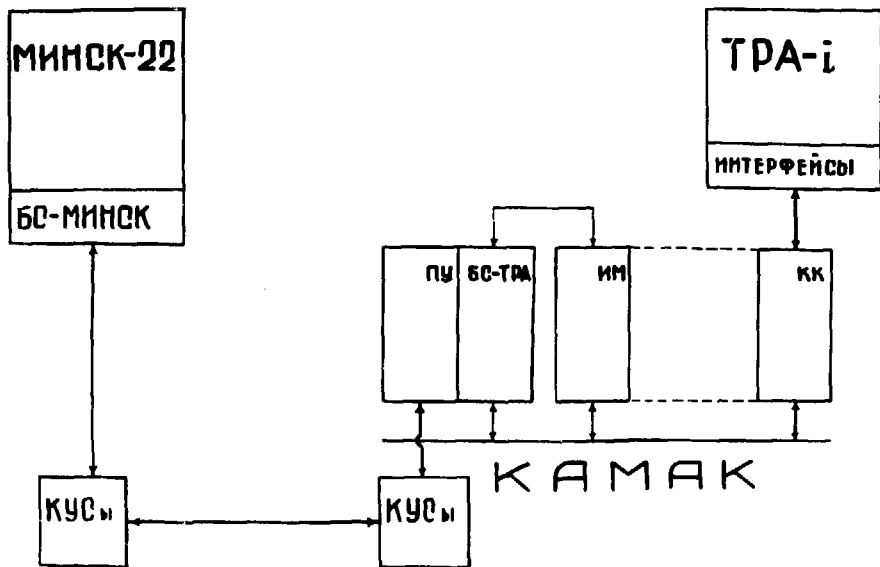 МИНСК-22
БС-МИНСК
ТРА-i
ИНТЕРФЕЙСЫ
ПУ
БС-ТРА
ИМ
КК
КАМАК
КУСы
КУСы